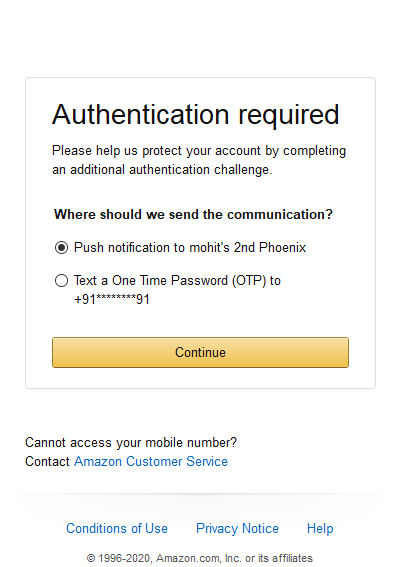 Authentication required
Please help us protect your account by completing
an additional authentication challenge.
Where should we send the communication?
Push notification to mohit's 2nd Phoenix
Text a One Time Password (OTP) to
+91********91
Continue
Cannot access your mobile number?
Contact Amazon Customer Service
Conditions of Use Privacy Notice Help
© 1996-2020, Amazon.com, Inc. or its affiliates